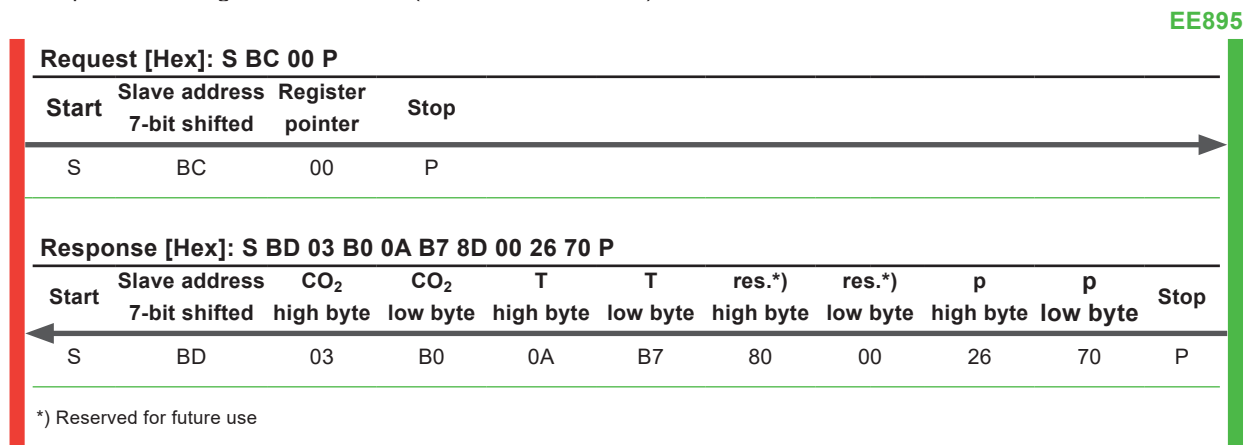 EE895
Request [Hex]: S BC 00 P
Start Slave address 7-bit shifted Register pointer Stop
S BC 00 P
Response [Hex]: S BD 03 B0 0A B7 8D 00 26 70 P
Start Slave address 7-bit shifted CO₂ high byte CO₂ low byte T high byte T low byte res.*) high byte res.*) low byte p high byte p low byte Stop
S BD 03 B0 0A B7 80 00 26 70 P
*) Reserved for future use